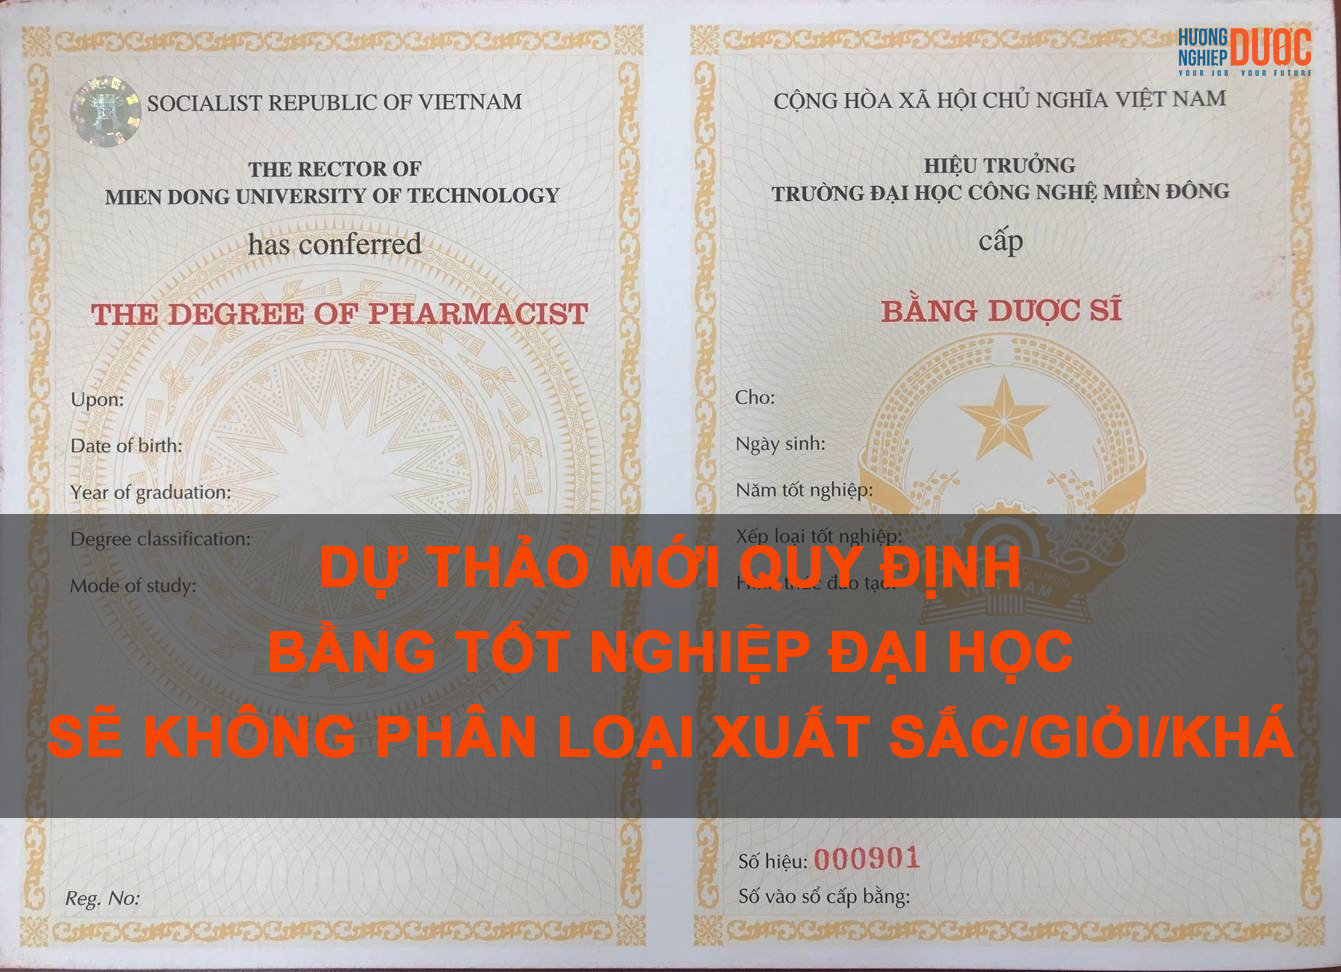 HƯỚNG
NGHIỆP
DƯỢC
YOUR JOB . YOUR FUTURE
SOCIALIST REPUBLIC OF VIETNAM
THE RECTOR OF
MIEN DONG UNIVERSITY OF TECHNOLOGY
has conferred
THE DEGREE OF PHARMACIST
Upon:
Date of birth:
Year of graduation:
Degree classification:
Mode of study:
Reg. No:
CỘNG HÒA XÃ HỘI CHỦ NGHĨA VIỆT NAM
HIỆU TRƯỞNG
TRƯỜNG ĐẠI HỌC CÔNG NGHỆ MIỀN ĐÔNG
cấp
BẰNG DƯỢC SĨ
Cho:
Ngày sinh:
Năm tốt nghiệp:
Xếp loại tốt nghiệp:
Hình thức đào tạo:
Số hiệu: 000901
Số vào sổ cấp bằng:
DỰ THẢO MỚI QUY ĐỊNH
BẰNG TỐT NGHIỆP ĐẠI HỌC
SẼ KHÔNG PHÂN LOẠI XUẤT SẮC/GIỎI/KHÁ